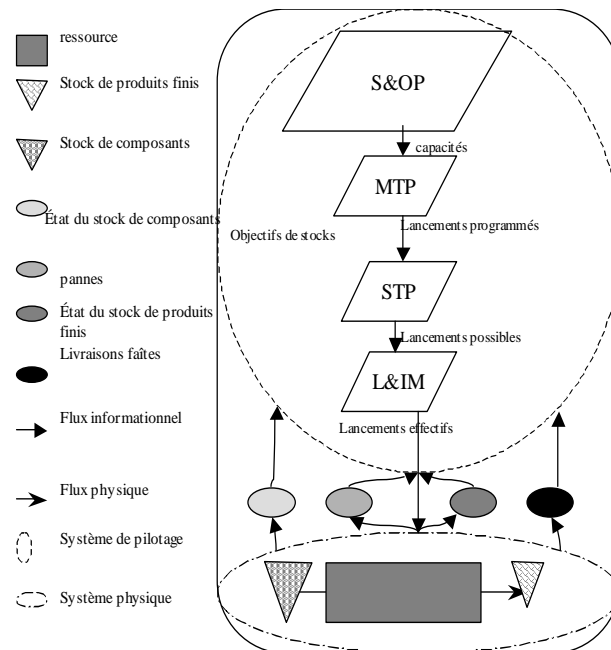 ressource
Stock de produits finis
Stock de composants
État du stock de composants
pannes
État du stock de produits
finis
Livraisons faîtes
Flux informationnel
Flux physique
Système de pilotage
Système physique
S&OP
capacités
MTP
Lancements programmés
Objectifs de stocks
STP
Lancements possibles
L&IM
Lancements effectifs